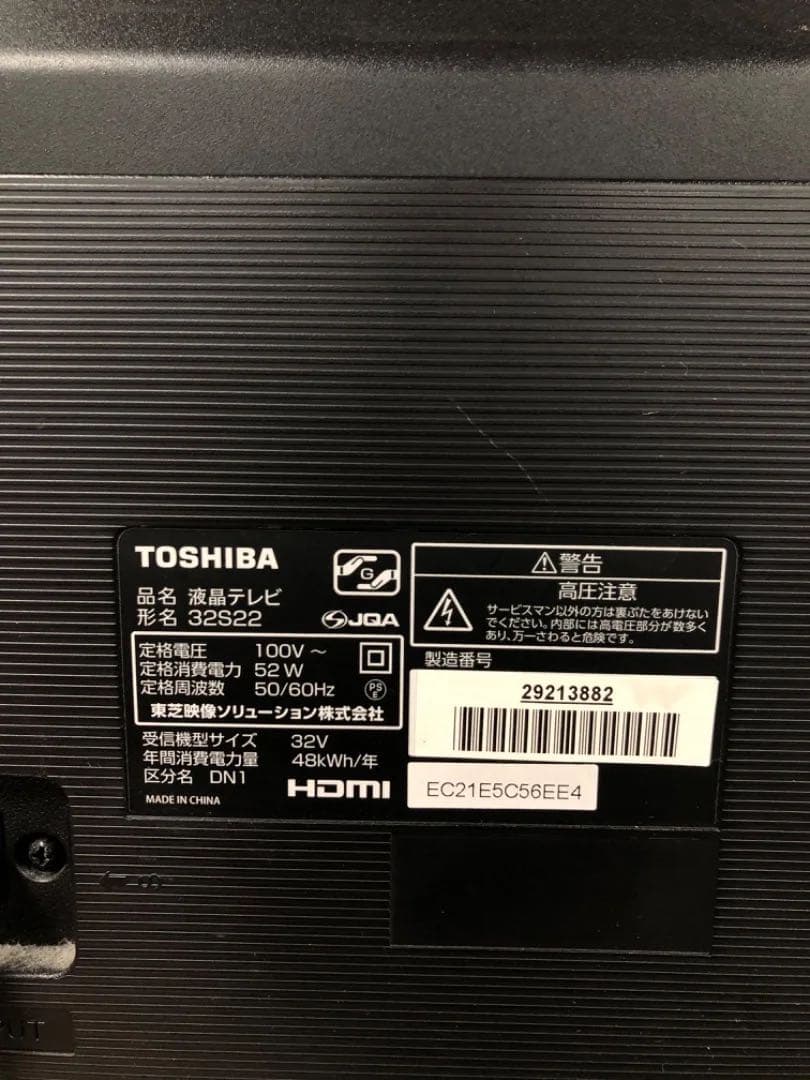 TOSHIBA
品名 液晶テレビ
形名 32S22
G
JQA
定格電圧 100V～
定格消費電力 52W
定格周波数 50/60Hz
PS
E
東芝映像ソリューション株式会社
受信機型サイズ 32V
年間消費電力量 48kWh/年
区分名 DN1
MADE IN CHINA
HDMI
警告
高圧注意
サービスマン以外の方は裏ぶたをあけない
でください。内部には高電圧部分が数多く
あり、万一さわると危険です。
製造番号
29213882
EC21E5C56EE4